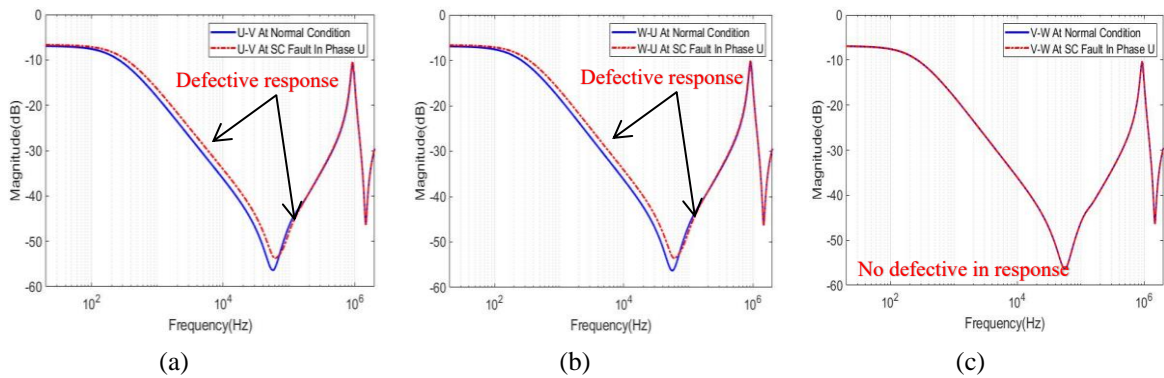 0
-10
-20
-30
-40
-50
-60
Magnitude(dB)
U-V At Normal Condition
U-V At SC Fault In Phase U
Defective response
10^2
10^4
10^6
Frequency(Hz)
(a)
0
-10
-20
-30
-40
-50
-60
Magnitude(dB)
W-U At Normal Condition
W-U At SC Fault In Phase U
Defective response
10^2
10^4
10^6
Frequency(Hz)
(b)
0
-10
-20
-30
-40
-50
-60
Magnitude(dB)
V-W At Normal Condition
V-W At SC Fault In Phase U
No defective in response
10^2
10^4
10^6
Frequency(Hz)
(c)